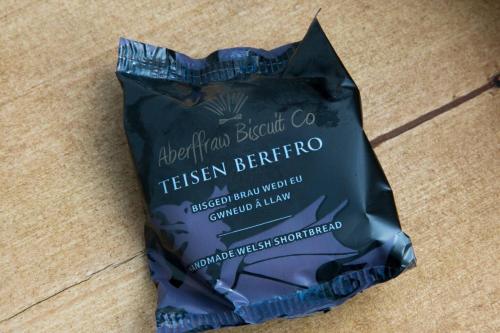 Aberffraw Biscuit Co
TEISEN BERFFRO
BISGEDI BRAU WEDI EU
GWNEUD Â LLAW
HANDMADE WELSH SHORTBREAD